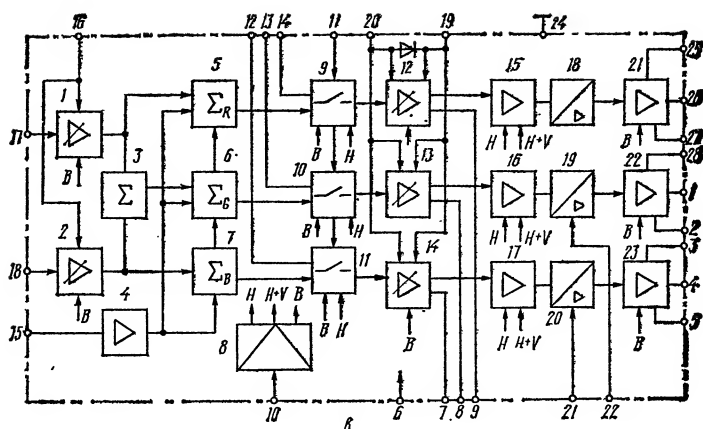 16 12 13 14 11 20 19 24
5 9 12 15 18 21 25
1 Σ_R 26
17 27
B 3 6 B H 13 H H+V 22 28
Σ Σ_G 10 16 19 1
2 7 B H 14 H H+V B 2
18 Σ_B 11 17 23 3
4 4
B H H+V B B H B H H+V 20 B 5
15 8
10 6 7 8 9 21 22
в